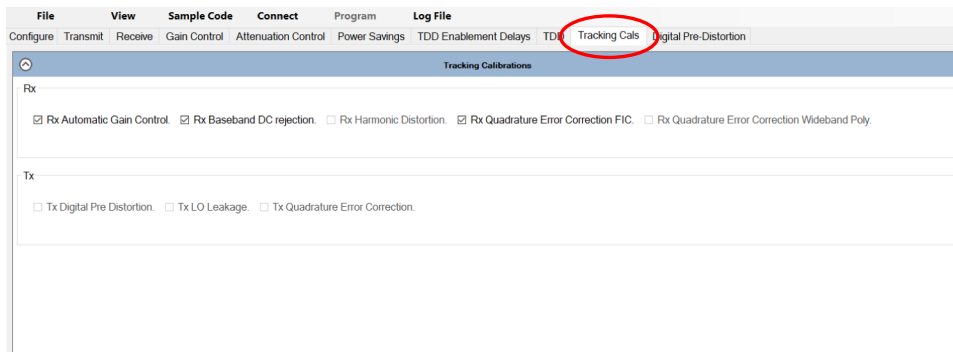 File View Sample Code Connect Program Log File
Configure Transmit Receive Gain Control Attenuation Control Power Savings TDD Enablement Delays TDD Tracking Cals Digital Pre-Distortion
Tracking Calibrations
Rx
Rx Automatic Gain Control. Rx Baseband DC rejection. Rx Harmonic Distortion. Rx Quadrature Error Correction FIC. Rx Quadrature Error Correction Wideband Poly.
Tx
Tx Digital Pre Distortion. Tx LO Leakage. Tx Quadrature Error Correction.